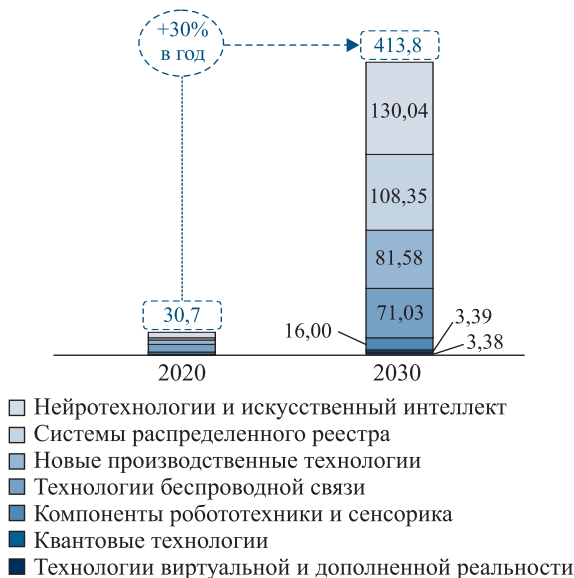 +30%
в год
413,8
130,04
108,35
81,58
71,03
30,7
16,00
3,39
3,38
2020
2030
Нейротехнологии и искусственный интеллект
Системы распределенного реестра
Новые производственные технологии
Технологии беспроводной связи
Компоненты робототехники и сенсорика
Квантовые технологии
Технологии виртуальной и дополненной реальности